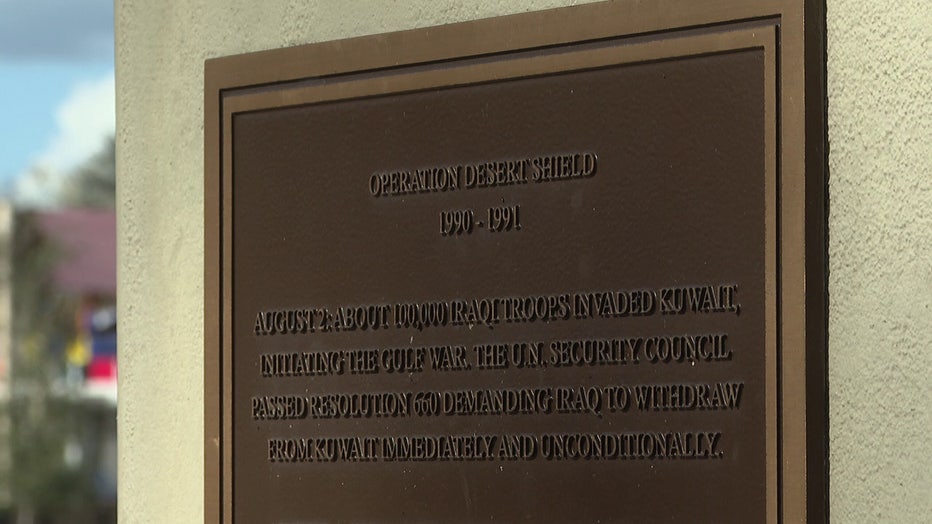 OPERATION DESERT SHIELD
1990 - 1991
AUGUST 2: ABOUT 100,000 IRAQI TROOPS INVADED KUWAIT,
INITIATING THE GULF WAR. THE U.N. SECURITY COUNCIL
PASSED RESOLUTION 660 DEMANDING IRAQ TO WITHDRAW
FROM KUWAIT IMMEDIATELY AND UNCONDITIONALLY.